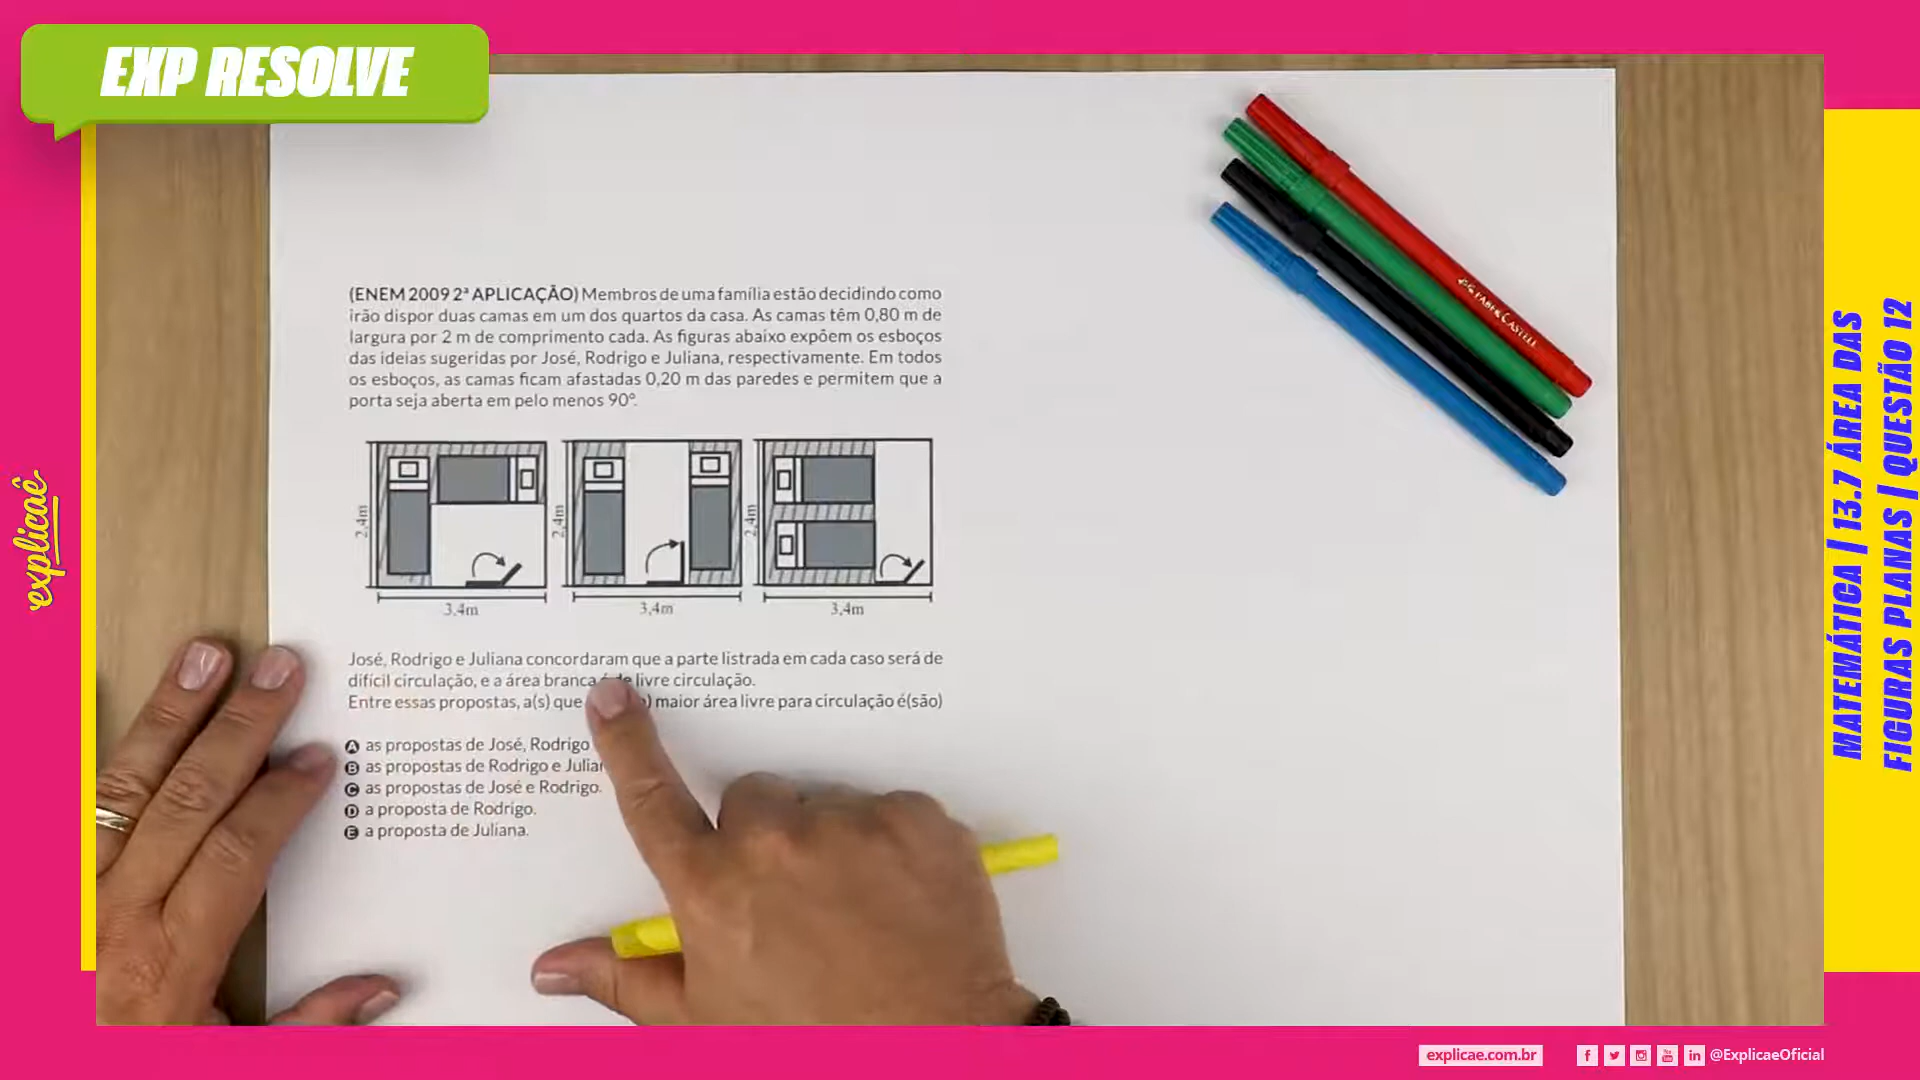 EXP RESOLVE
(ENEM 2009 2ª APLICAÇÃO) Membros de uma família estão decidindo como
irão dispor duas camas em um dos quartos da casa. As camas têm 0,80 m de
largura por 2 m de comprimento cada. As figuras abaixo expõem os esboços
das ideias sugeridas por José, Rodrigo e Juliana, respectivamente. Em todos
os esboços, as camas ficam afastadas 0,20 m das paredes e permitem que a
porta seja aberta em pelo menos 90°.
2,4m
2,4m
2,4m
3,4m
3,4m
3,4m
José, Rodrigo e Juliana concordaram que a parte listrada em cada caso será de
difícil circulação, e a área branca é de livre circulação.
Entre essas propostas, a(s) que maior área livre para circulação é(são)
A as propostas de José, Rodrigo
B as propostas de Rodrigo e
C as propostas de José e Rodrigo.
D a proposta de Rodrigo.
E a proposta de Juliana.
FABER-CASTELL
explicaê
MATEMÁTICA | 13.7 ÁREA DAS
FIGURAS PLANAS | QUESTÃO 12
explicae.com.br
@ExplicaeOficial